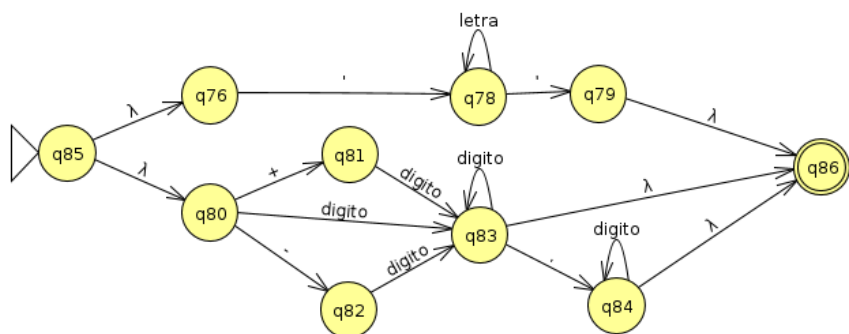 letra
'
'
q76
q78
q79
λ
λ
q85
q81
+
digito
digito
q86
λ
λ
q80
digito
q83
digito
-
digito
.
λ
q82
q84